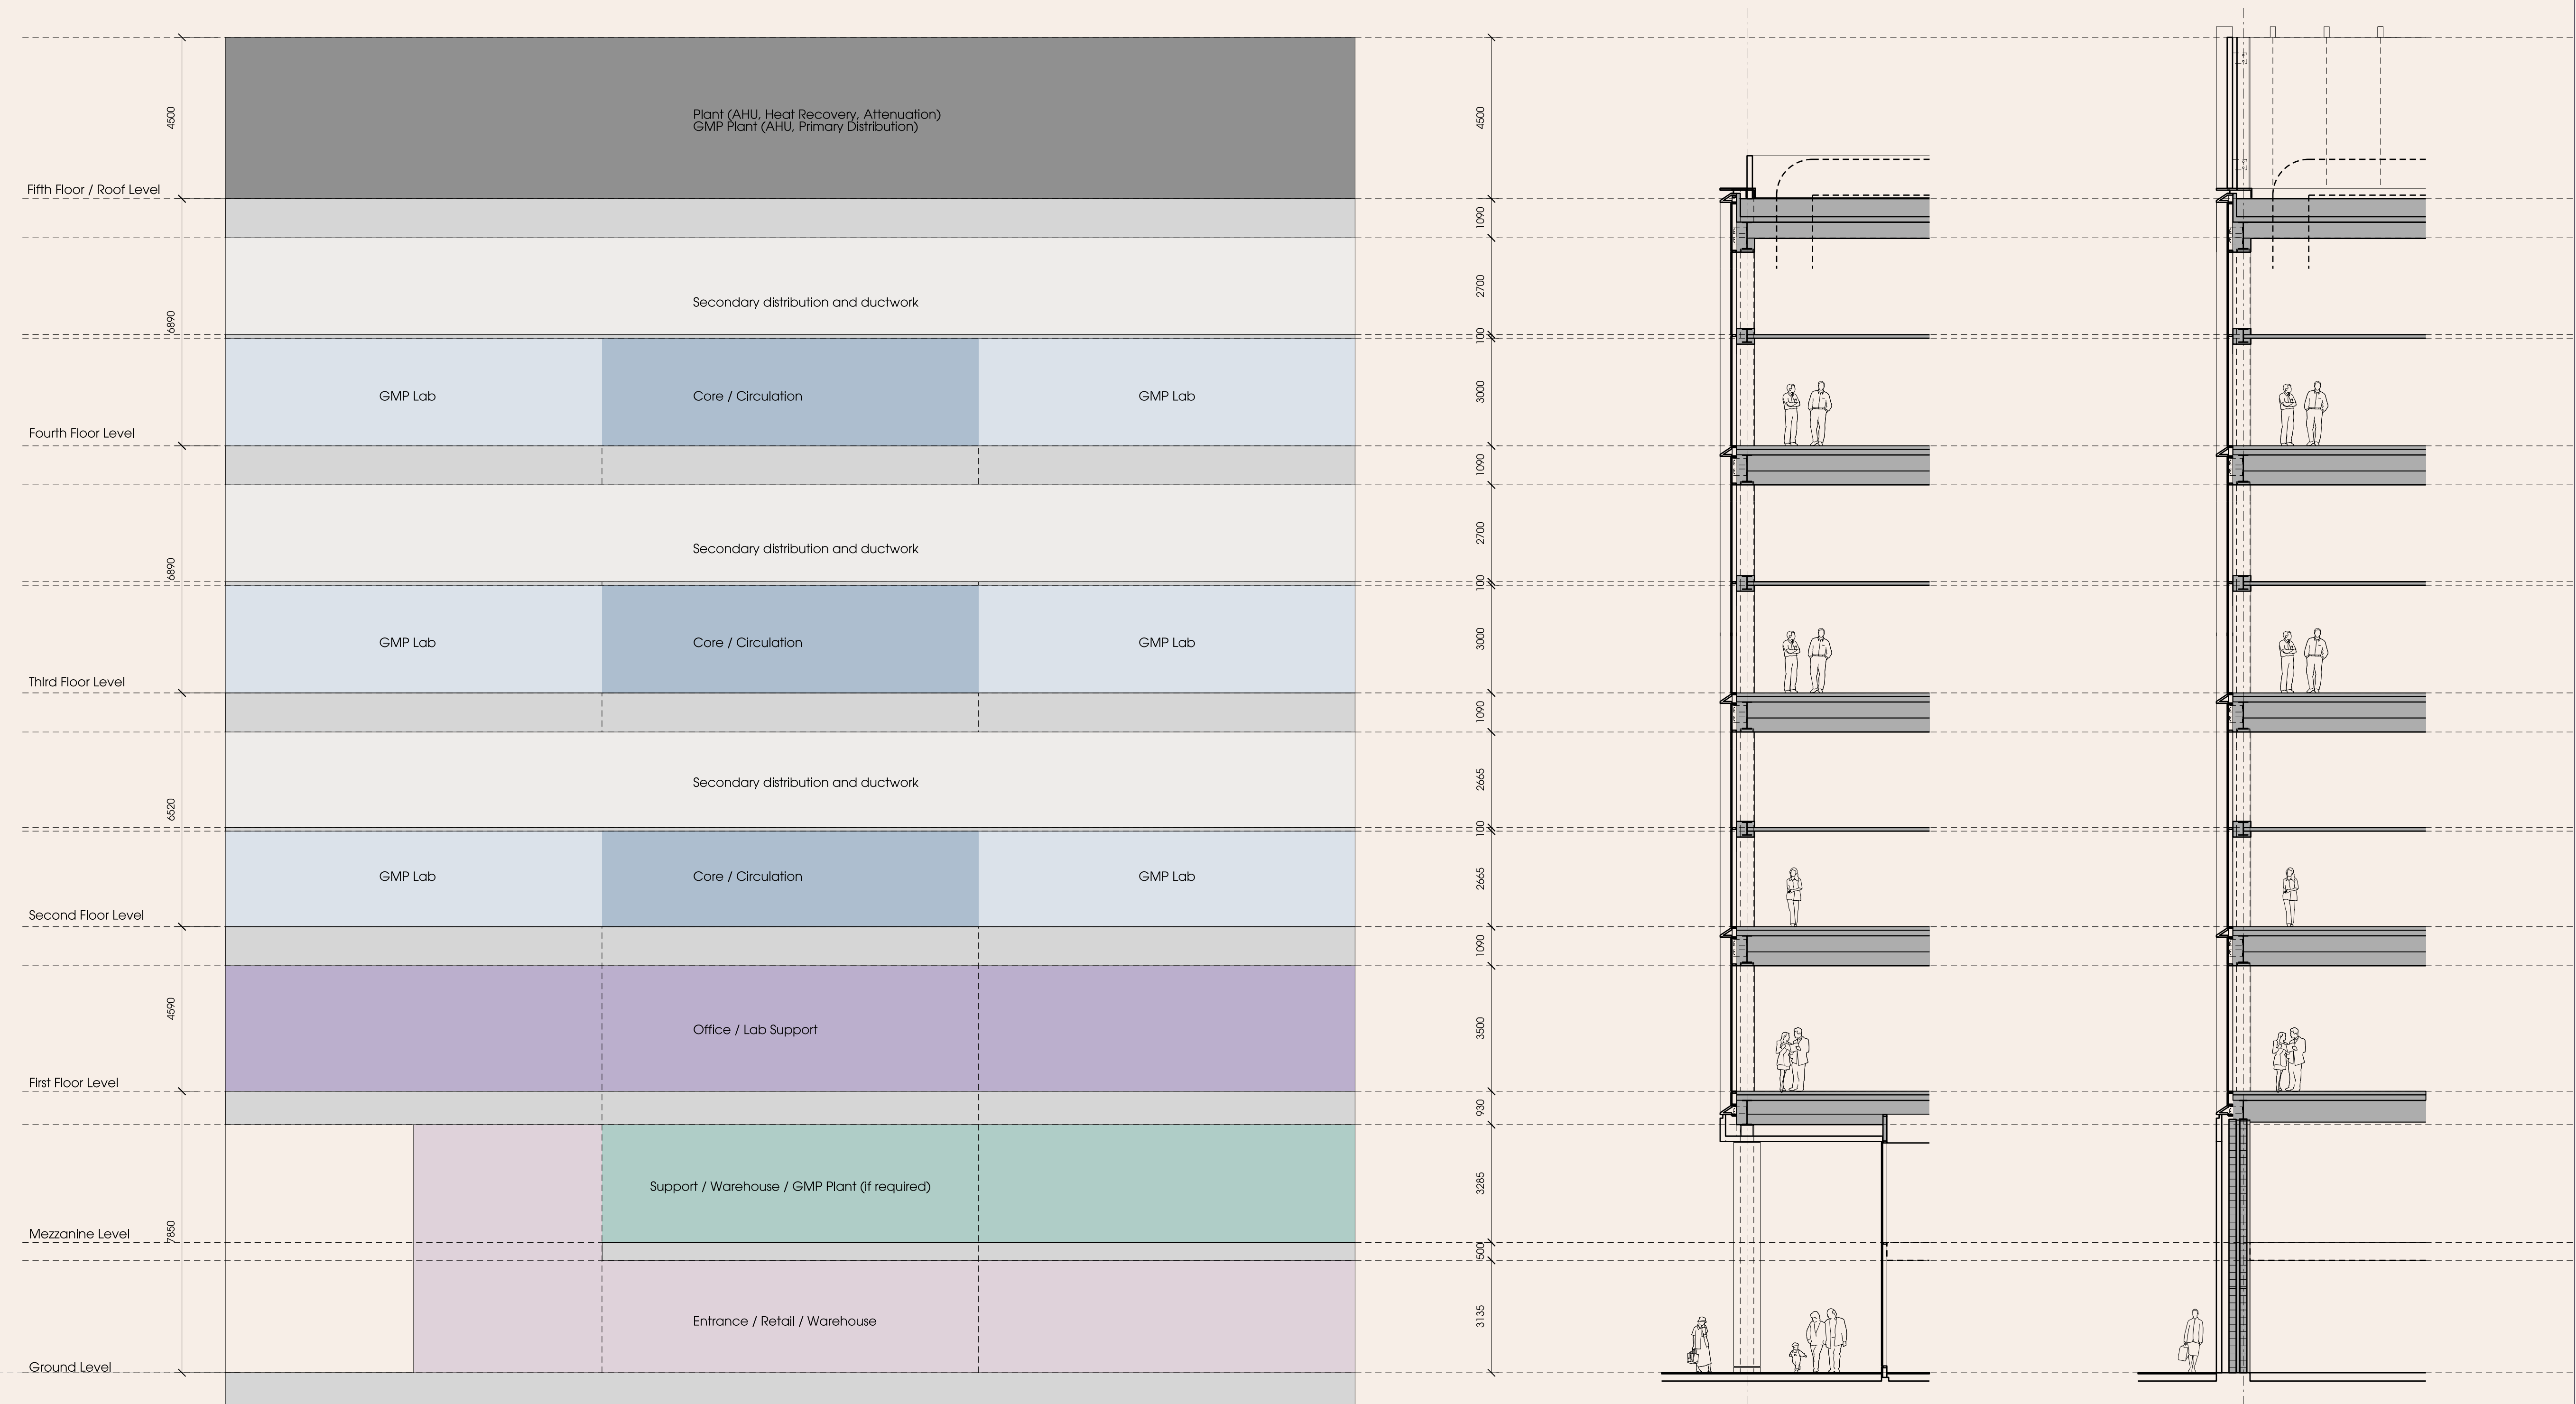 Plant (AHU, Heat Recovery, Attenuation)
GMP Plant (AHU, Primary Distribution)
4500
4500
Fifth Floor / Roof Level
1090
2700
Secondary distribution and ductwork
6890
100
GMP Lab
Core / Circulation
GMP Lab
3000
Fourth Floor Level
1090
2700
Secondary distribution and ductwork
6890
100
GMP Lab
Core / Circulation
GMP Lab
3000
Third Floor Level
1090
2665
Secondary distribution and ductwork
6520
100
GMP Lab
Core / Circulation
GMP Lab
2665
Second Floor Level
1090
4590
Office / Lab Support
3500
First Floor Level
930
Support / Warehouse / GMP Plant (if required)
3285
Mezzanine Level
7850
500
Entrance / Retail / Warehouse
3135
Ground Level